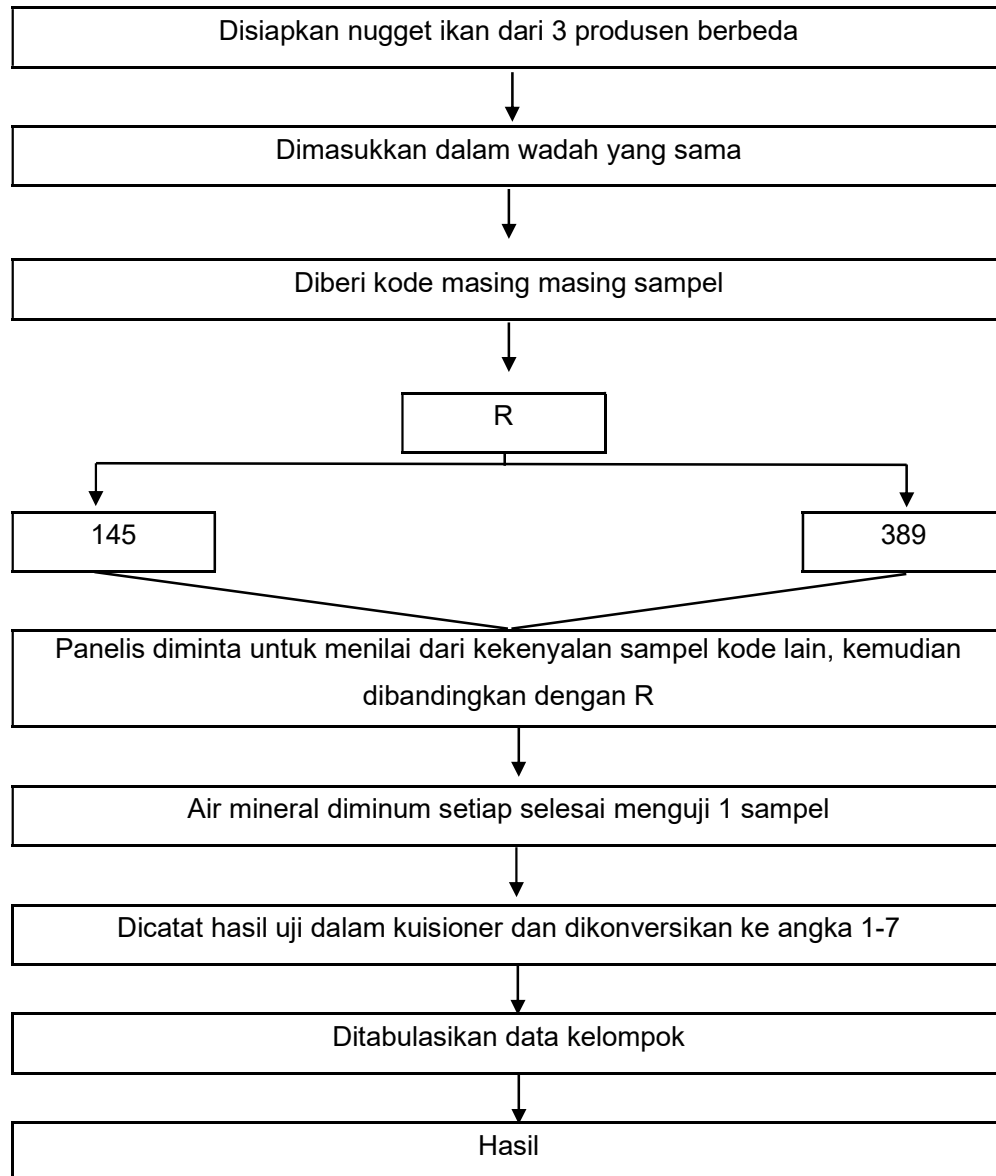 Disiapkan nugget ikan dari 3 produsen berbeda
Dimasukkan dalam wadah yang sama
Diberi kode masing masing sampel
R
145
389
Panelis diminta untuk menilai dari kekenyalan sampel kode lain, kemudian
dibandingkan dengan R
Air mineral diminum setiap selesai menguji 1 sampel
Dicatat hasil uji dalam kuisioner dan dikonversikan ke angka 1-7
Ditabulasikan data kelompok
Hasil